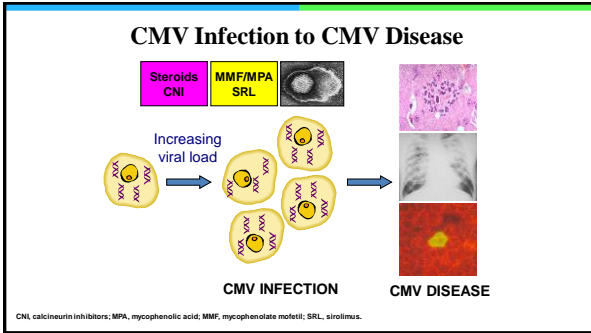 CMV Infection to CMV Disease
Steroids
CNI
MMF/MPA
SRL
Increasing
viral load
CMV INFECTION
CMV DISEASE
CNI, calcineurin inhibitors; MPA, mycophenolic acid; MMF, mycophenolate mofetil; SRL, sirolimus.